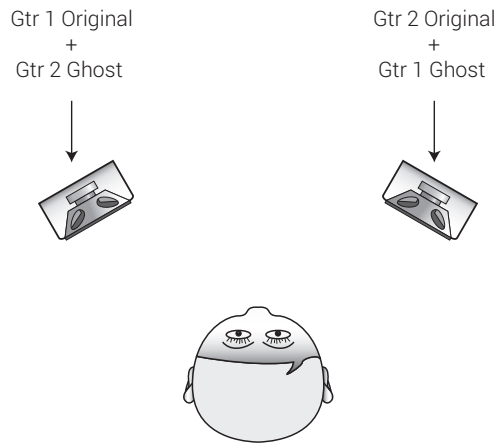 Gtr 1 Original
+
Gtr 2 Ghost
Gtr 2 Original
+
Gtr 1 Ghost